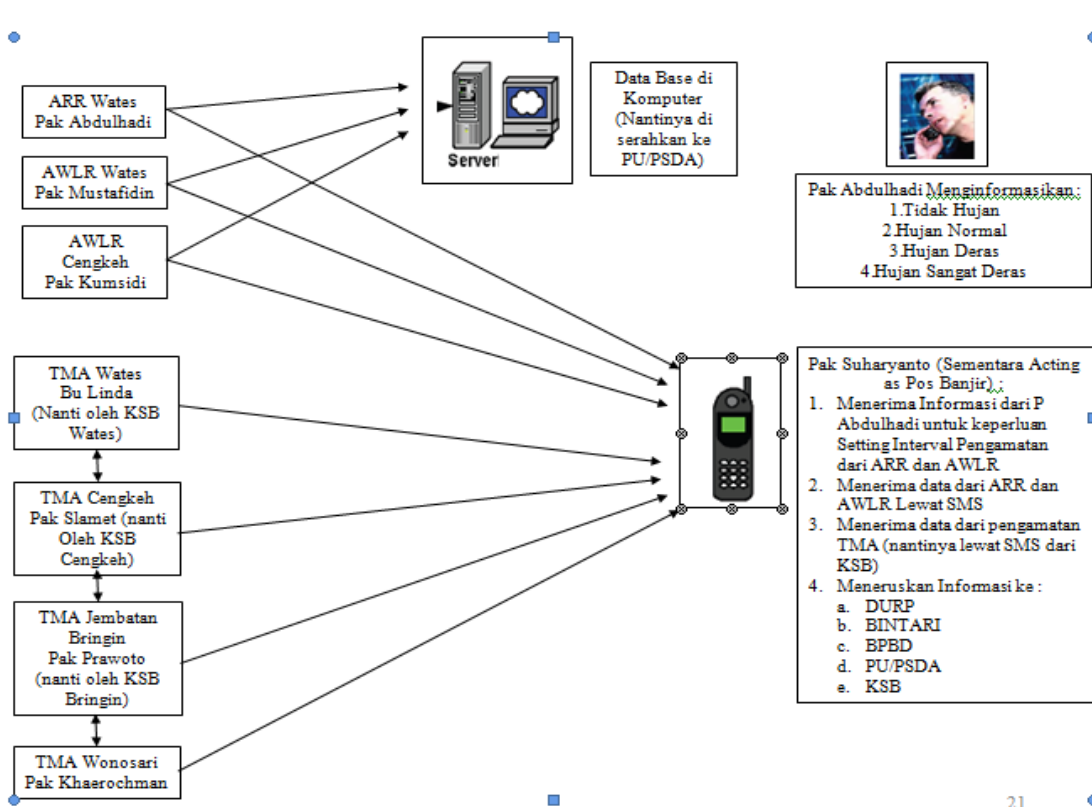 ARR Wates
Pak Abdulhadi
AWLR Wates
Pak Mustafidin
AWLR
Cengkeh
Pak Kumsidi
Server
Data Base di
Komputer
(Nantinya di
serahkan ke
PU/PSDA)
Pak Abdulhadi Menginformasikan :
1.Tidak Hujan
2.Hujan Normal
3.Hujan Deras
4.Hujan Sangat Deras
TMA Wates
Bu Linda
(Nanti oleh KSB
Wates)
TMA Cengkeh
Pak Slamet (nanti
Oleh KSB
Cengkeh)
TMA Jembatan
Bringin
Pak Prawoto
(nanti oleh KSB
Bringin)
TMA Wonosari
Pak Khaerochman
Pak Suharyanto (Sementara Acting
as Pos Banjir) :
1. Menerima Informasi dari P
Abdulhadi untuk keperluan
Setting Interval Pengamatan
dari ARR dan AWLR
2. Menerima data dari ARR dan
AWLR Lewat SMS
3. Menerima data dari pengamatan
TMA (nantinya lewat SMS dari
KSB)
4. Meneruskan Informasi ke :
a. DURP
b. BINTARI
c. BPBD
d. PU/PSDA
e. KSB
21